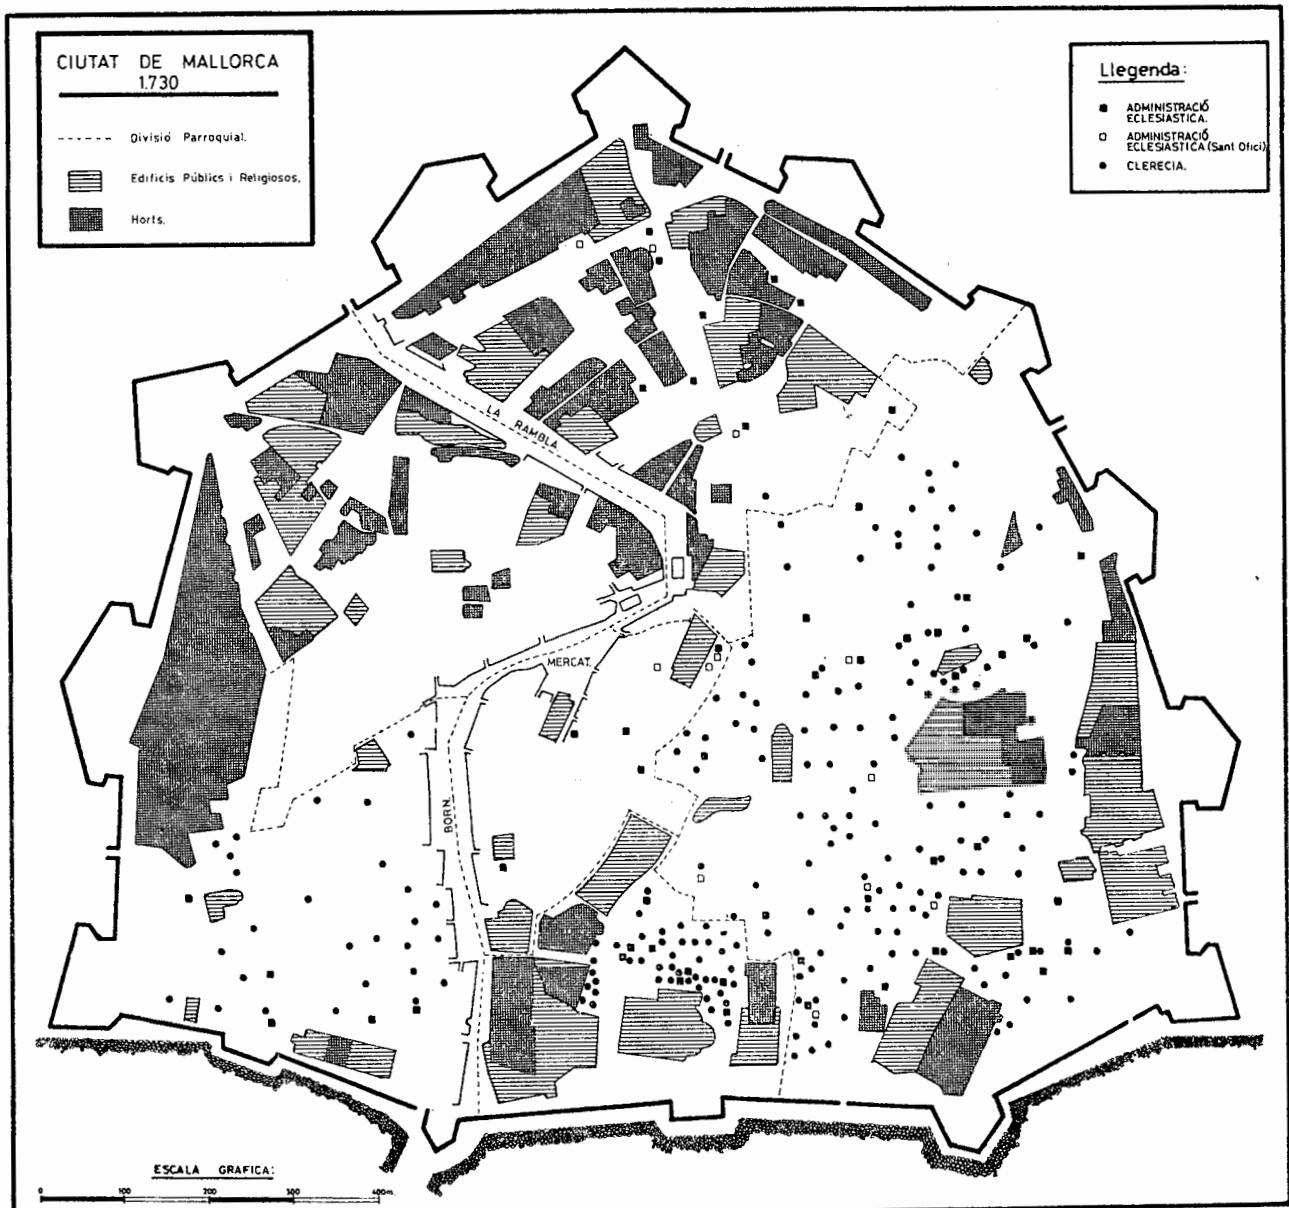 CIUTAT DE MALLORCA
1.730
Divisió Parroquial.
Edificis Públics i Religiosos.
Horts.
Llegenda:
ADMINISTRACIÓ
ECLESIASTICA.
ADMINISTRACIÓ
ECLESIASTICA (Sant Ofici)
CLERECIA.
LA RAMBLA
MERCAT.
BORN.
ESCALA GRAFICA:
0 100 200 300 400m.